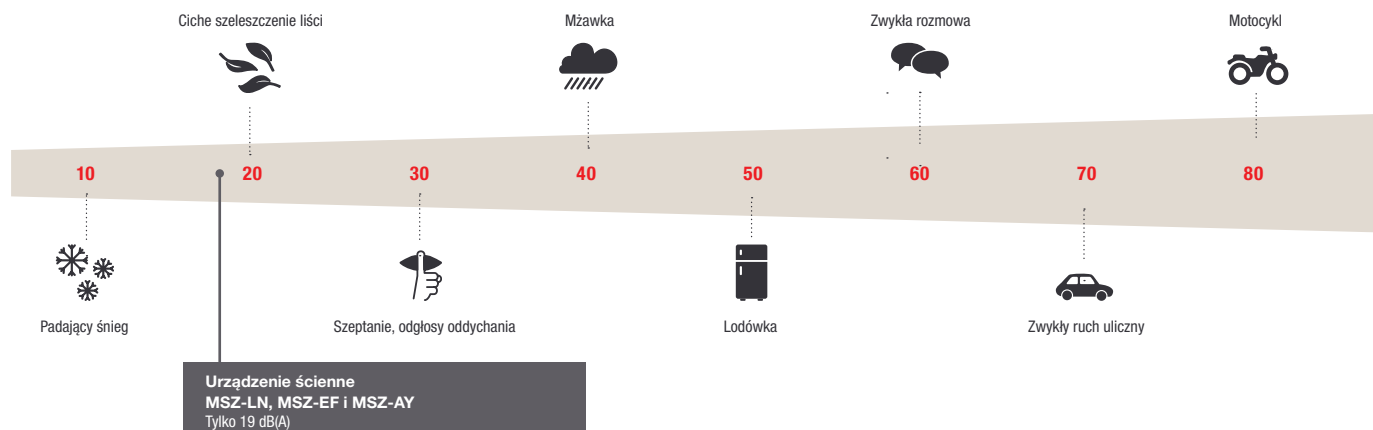 Ciche szeleszczenie liści
Mżawka
Zwykła rozmowa
Motocykl
10
20
30
40
50
60
70
80
Padający śnieg
Szeptanie, odgłosy oddychania
Lodówka
Zwykły ruch uliczny
Urządzenie ścienne
MSZ-LN, MSZ-EF i MSZ-AY
Tylko 19 dB(A)